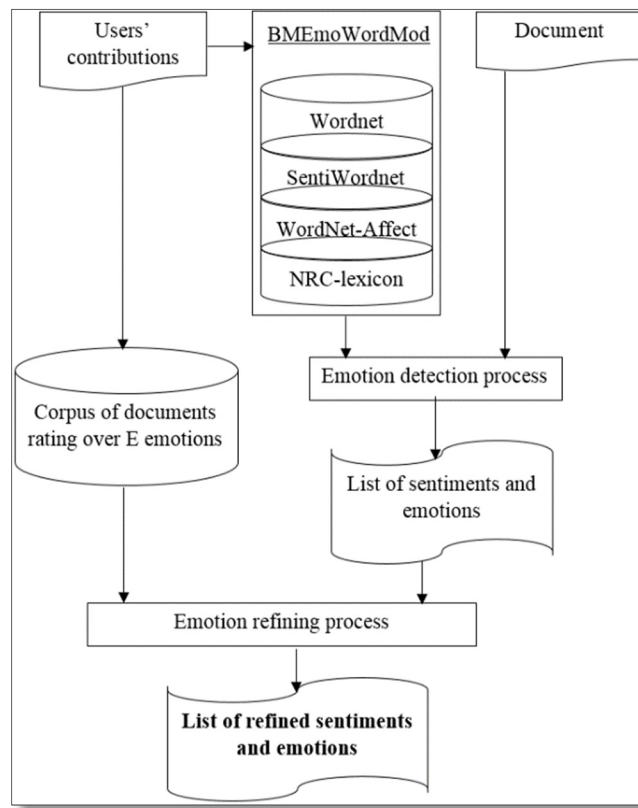 Users'
contributions
BMEmoWordMod
Document
Wordnet
SentiWordnet
WordNet-Affect
NRC-lexicon
Emotion detection process
Corpus of documents
rating over E emotions
List of sentiments and
emotions
Emotion refining process
List of refined sentiments
and emotions